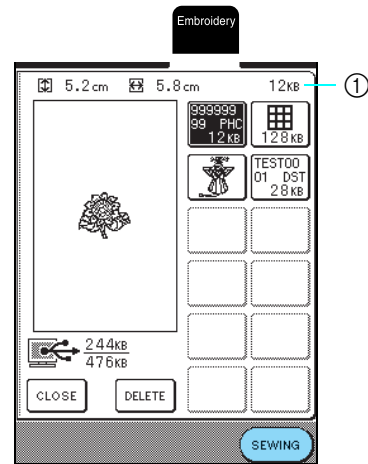 Embroidery
5.2cm 5.8cm 12KB
①
999999
99 PHC
12KB
128KB
TEST00
01 DST
28KB
244KB
476KB
CLOSE
DELETE
SEWING